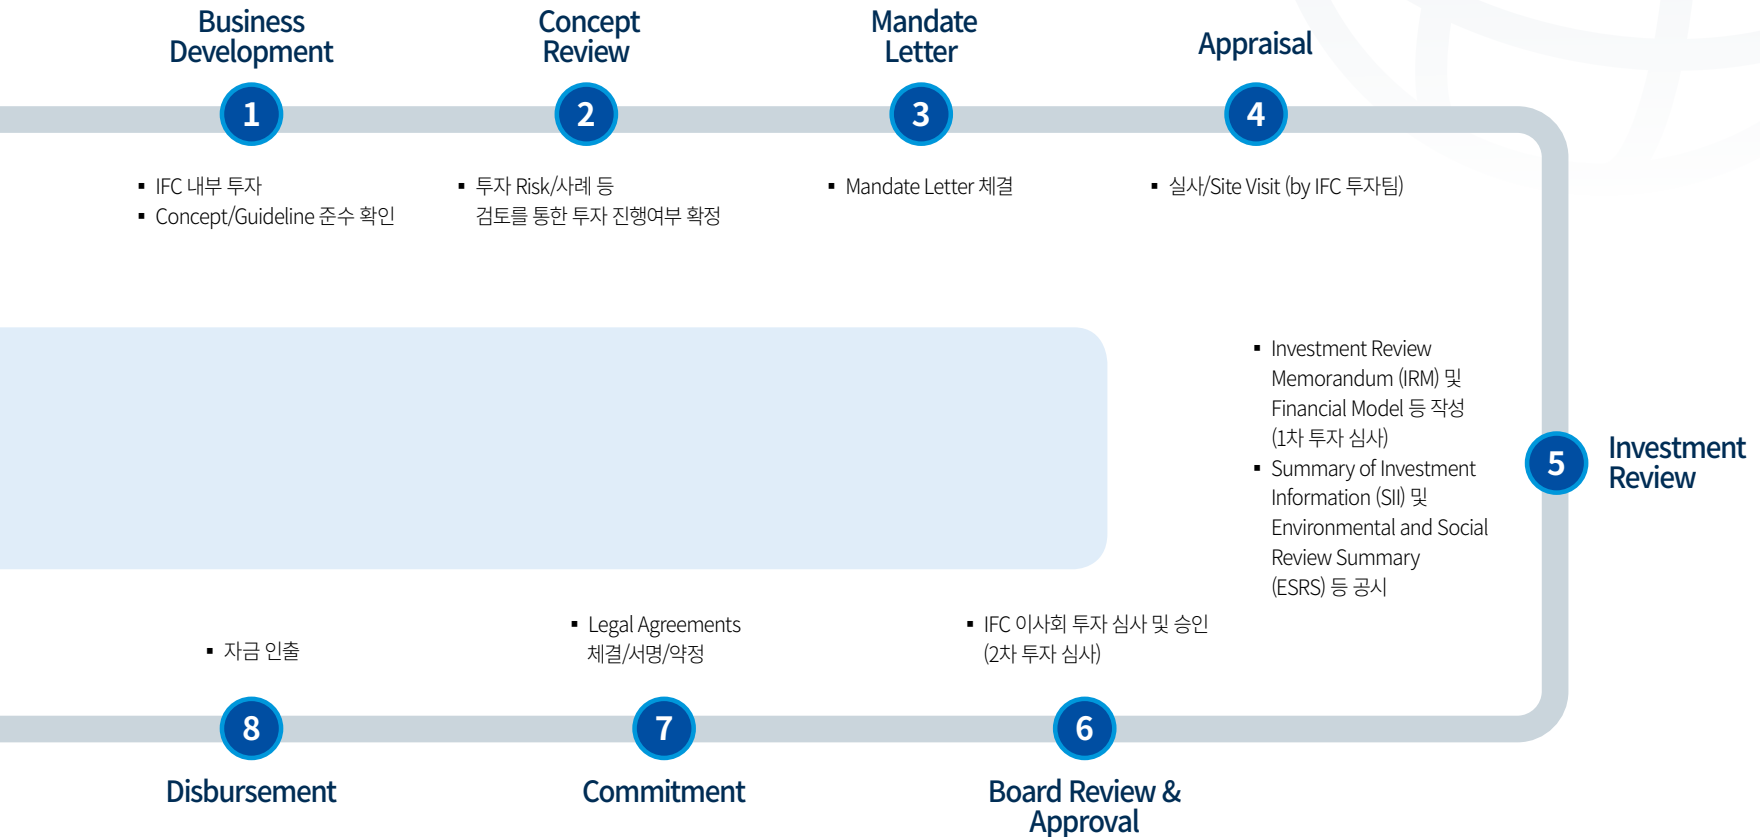 Business
Development
1
▪ IFC 내부 투자
▪ Concept/Guideline 준수 확인
Concept
Review
2
▪ 투자 Risk/사례 등
검토를 통한 투자 진행여부 확정
Mandate
Letter
3
▪ Mandate Letter 체결
Appraisal
4
▪ 실사/Site Visit (by IFC 투자팀)
▪ Investment Review
Memorandum (IRM) 및
Financial Model 등 작성
(1차 투자 심사)
▪ Summary of Investment
Information (SII) 및
Environmental and Social
Review Summary
(ESRS) 등 공시
5
Investment
Review
▪ IFC 이사회 투자 심사 및 승인
(2차 투자 심사)
6
Board Review &
Approval
▪ Legal Agreements
체결/서명/약정
7
Commitment
▪ 자금 인출
8
Disbursement